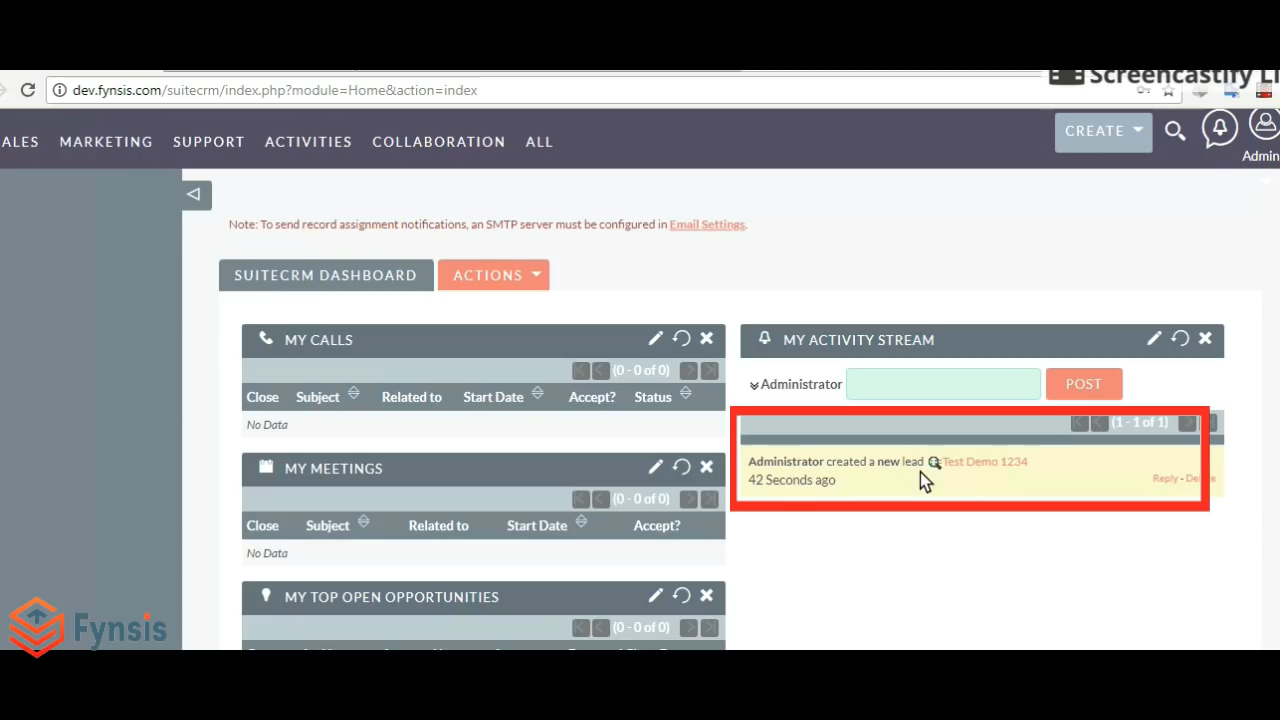 Screencastify Li
dev.fynsis.com/suitecrm/index.php?module=Home&action=index
ALES MARKETING SUPPORT ACTIVITIES COLLABORATION ALL CREATE
Admin
Note: To send record assignment notifications, an SMTP server must be configured in Email Settings.
SUITECRM DASHBOARD ACTIONS
MY CALLS
(0 - 0 of 0)
Close Subject Related to Start Date Accept? Status
No Data
MY MEETINGS
(0 - 0 of 0)
Close Subject Related to Start Date Accept?
No Data
MY TOP OPEN OPPORTUNITIES
(0 - 0 of 0)
MY ACTIVITY STREAM
Administrator POST
(1 - 1 of 1)
Administrator created a new lead Test Demo 1234
42 Seconds ago
Reply -
Fynsis